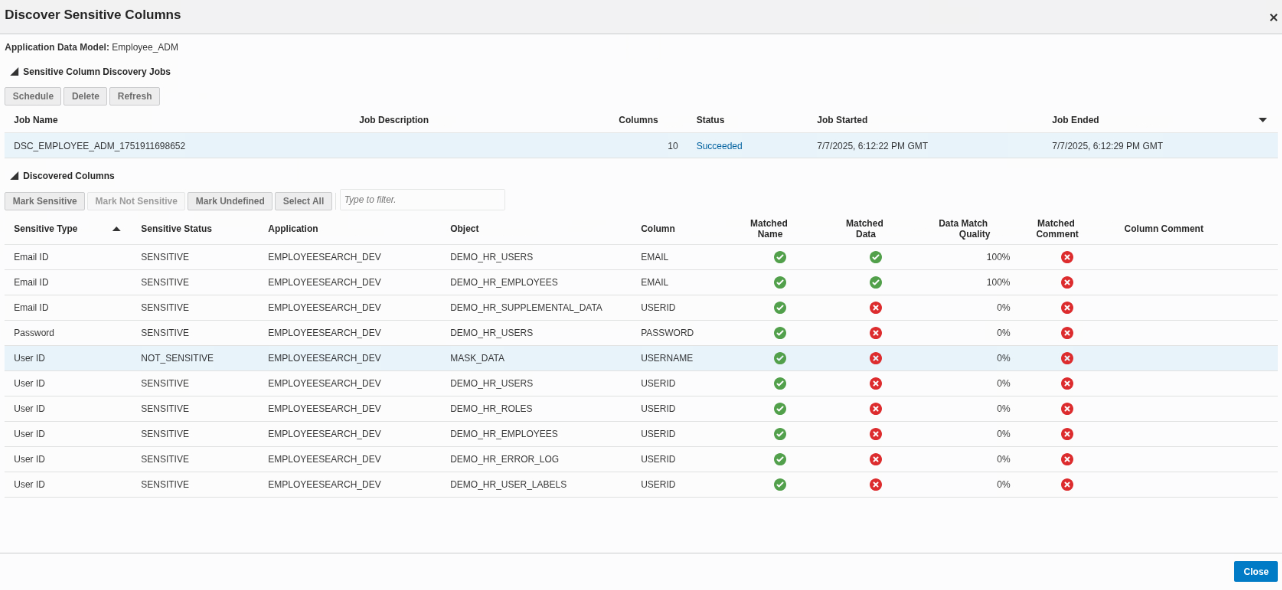 Discover Sensitive Columns
Application Data Model: Employee_ADM
Sensitive Column Discovery Jobs
Schedule Delete Refresh
Job Name Job Description Columns Status Job Started Job Ended
DSC_EMPLOYEE_ADM_1751911698652 10 Succeeded 7/7/2025, 6:12:22 PM GMT 7/7/2025, 6:12:29 PM GMT
Discovered Columns
Mark Sensitive Mark Not Sensitive Mark Undefined Select All Type to filter.
Sensitive Type Sensitive Status Application Object Column Matched Name Matched Data Data Match Quality Matched Comment Column Comment
Email ID SENSITIVE EMPLOYEESEARCH_DEV DEMO_HR_USERS EMAIL 100%
Email ID SENSITIVE EMPLOYEESEARCH_DEV DEMO_HR_EMPLOYEES EMAIL 100%
Email ID SENSITIVE EMPLOYEESEARCH_DEV DEMO_HR_SUPPLEMENTAL_DATA USERID 0%
Password SENSITIVE EMPLOYEESEARCH_DEV DEMO_HR_USERS PASSWORD 0%
User ID NOT_SENSITIVE EMPLOYEESEARCH_DEV MASK_DATA USERNAME 0%
User ID SENSITIVE EMPLOYEESEARCH_DEV DEMO_HR_USERS USERID 0%
User ID SENSITIVE EMPLOYEESEARCH_DEV DEMO_HR_ROLES USERID 0%
User ID SENSITIVE EMPLOYEESEARCH_DEV DEMO_HR_EMPLOYEES USERID 0%
User ID SENSITIVE EMPLOYEESEARCH_DEV DEMO_HR_ERROR_LOG USERID 0%
User ID SENSITIVE EMPLOYEESEARCH_DEV DEMO_HR_USER_LABELS USERID 0%
Close